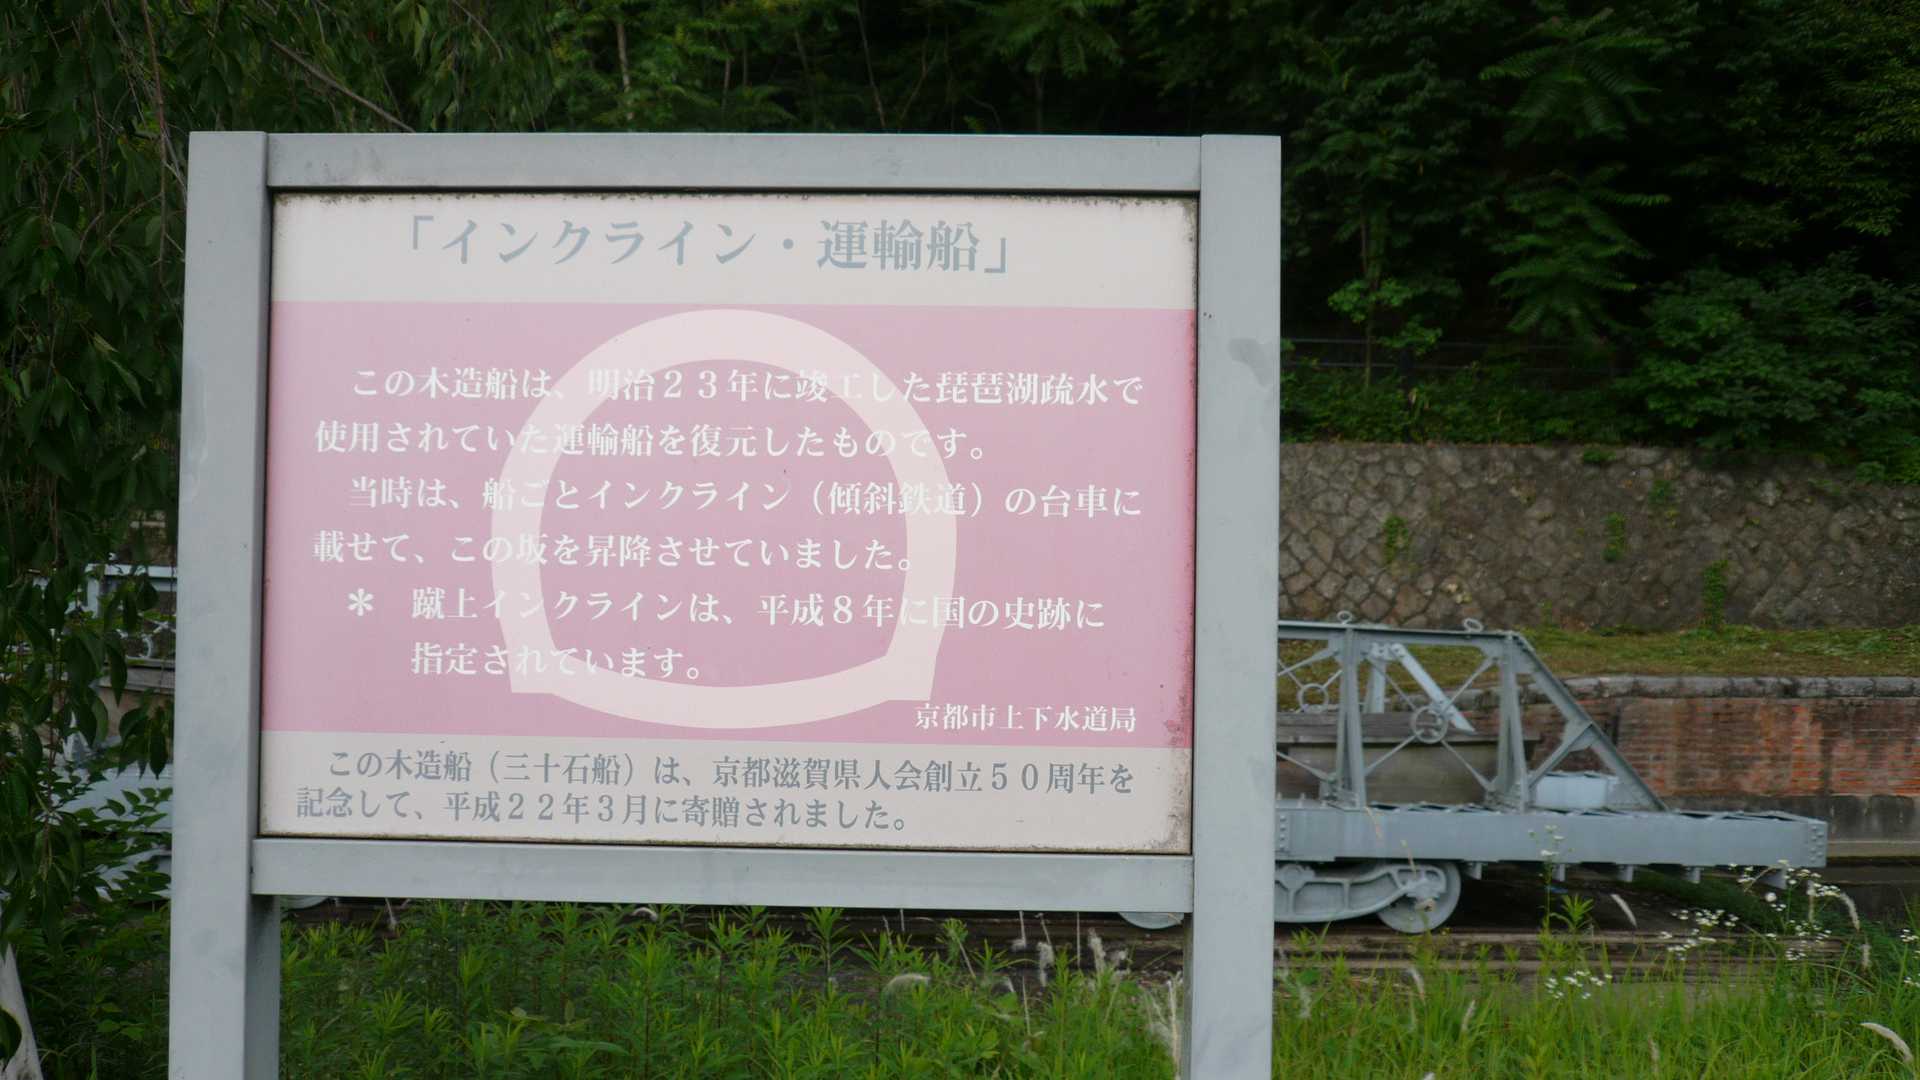 「インクライン・運輸船」
この木造船は、明治２３年に竣工した琵琶湖疏水で
使用されていた運輸船を復元したものです。
当時は、船ごとインクライン（傾斜鉄道）の台車に
載せて、この坂を昇降させていました。
＊　蹴上インクラインは、平成８年に国の史跡に
指定されています。
京都市上下水道局
この木造船（三十石船）は、京都滋賀県人会創立５０周年を
記念して、平成２２年３月に寄贈されました。